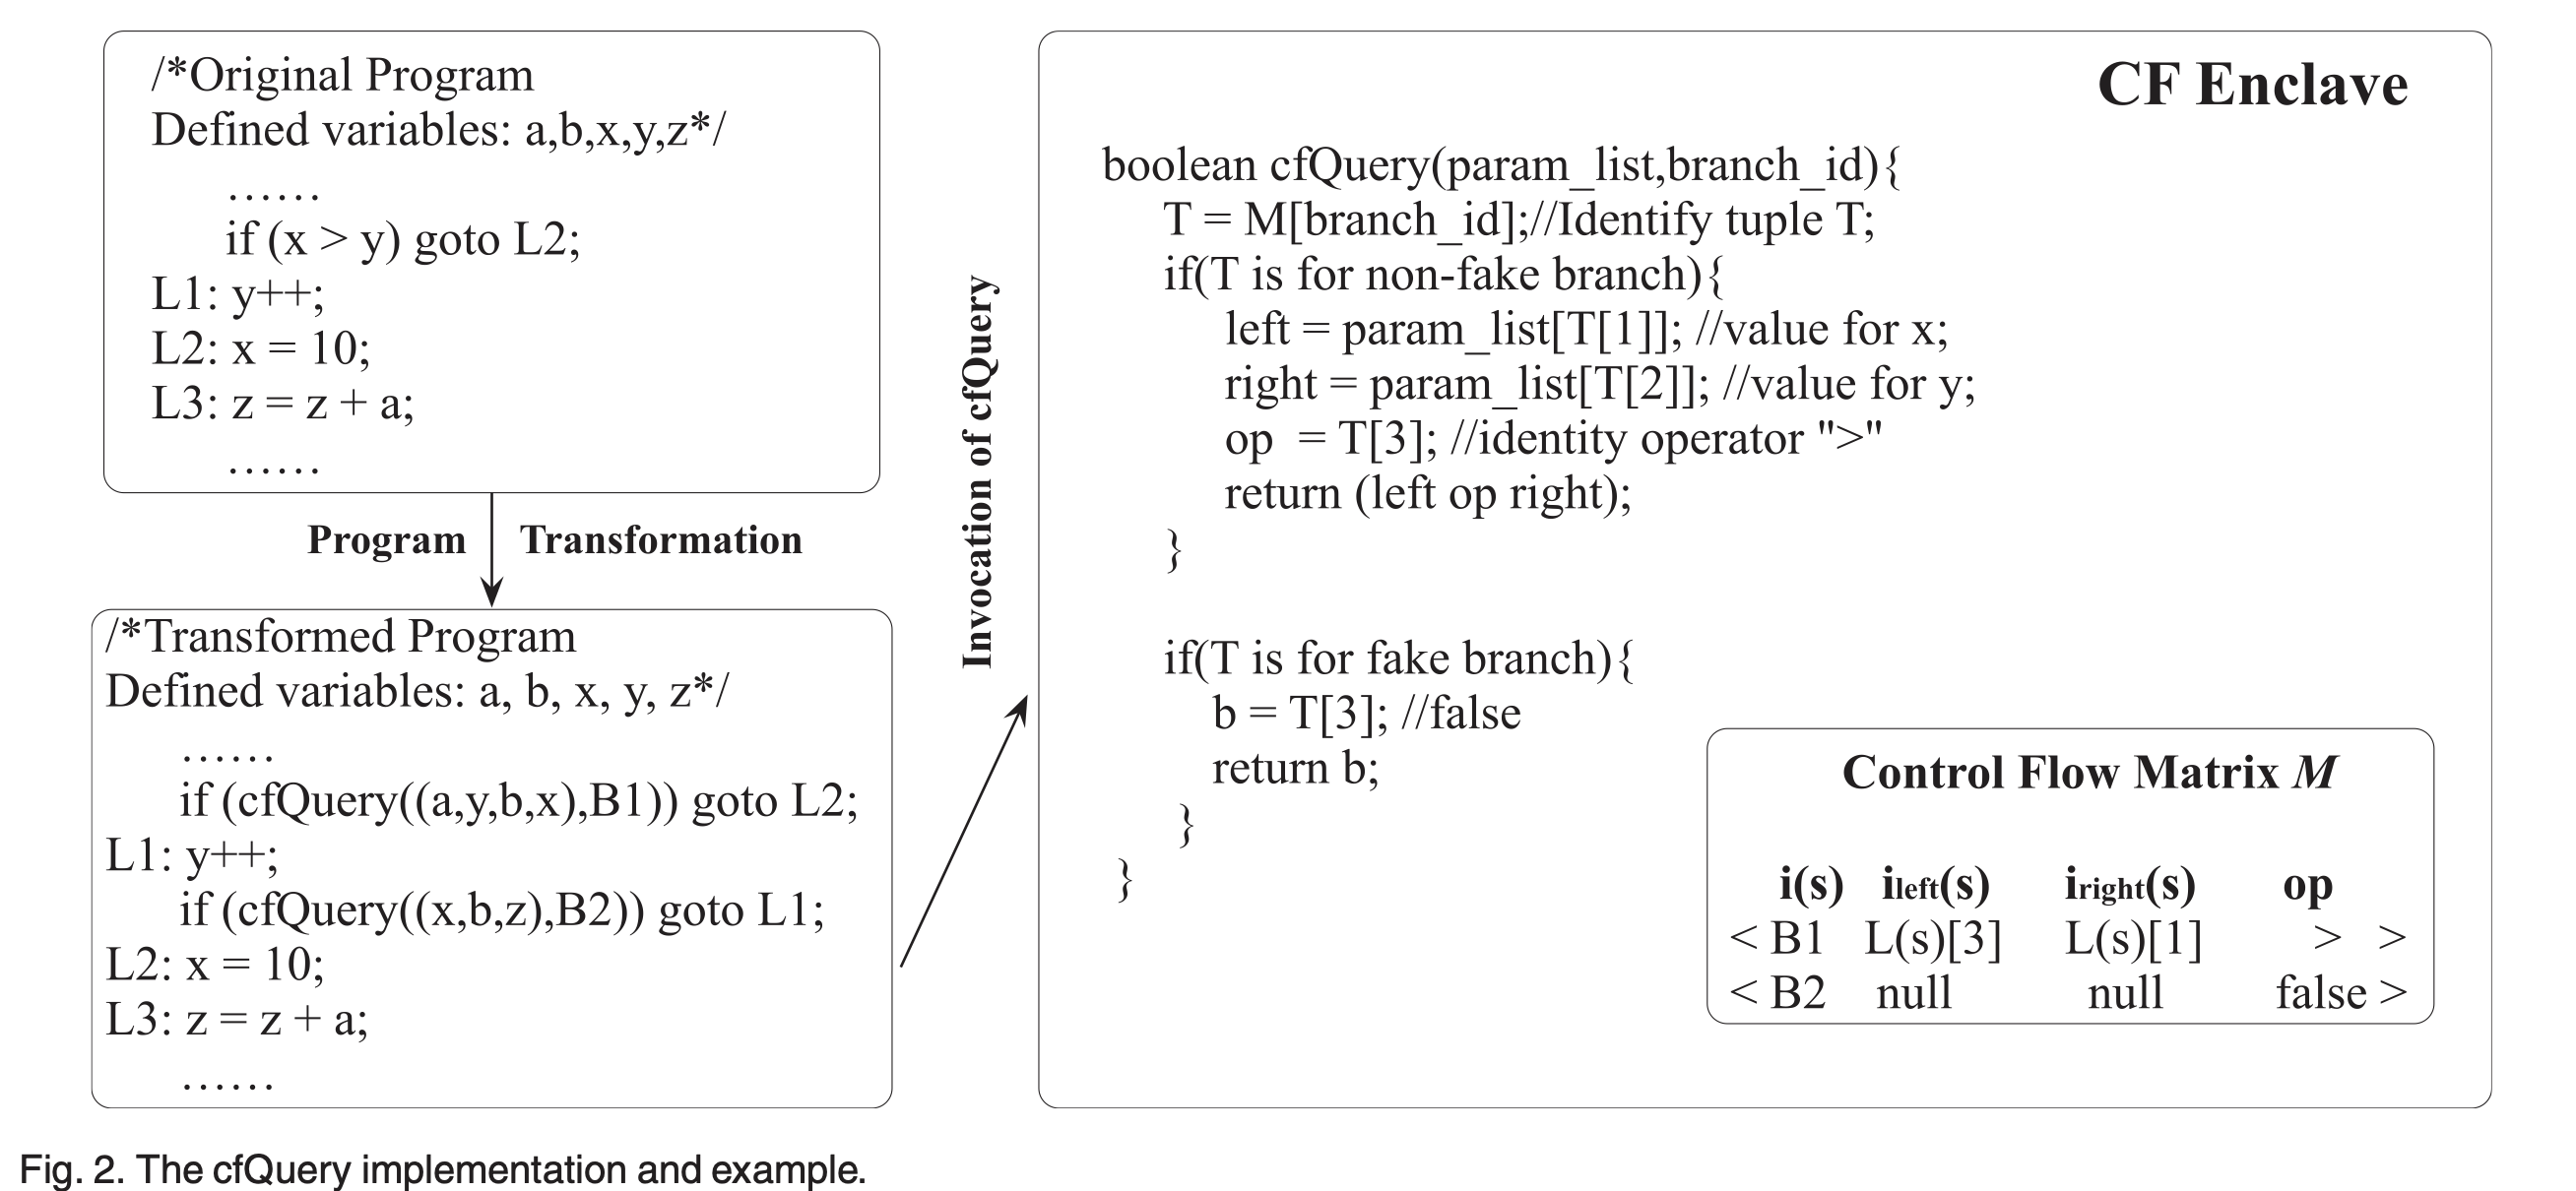 /*Original Program
Defined variables: a,b,x,y,z*/
......
if (x > y) goto L2;
L1: y++;
L2: x = 10;
L3: z = z + a;
......
Program Transformation
/*Transformed Program
Defined variables: a, b, x, y, z*/
......
if (cfQuery((a,y,b,x),B1)) goto L2;
L1: y++;
if (cfQuery((x,b,z),B2)) goto L1;
L2: x = 10;
L3: z = z + a;
......
Invocation of cfQuery
CF Enclave
boolean cfQuery(param_list,branch_id){
T = M[branch_id];//Identify tuple T;
if(T is for non-fake branch){
left = param_list[T[1]]; //value for x;
right = param_list[T[2]]; //value for y;
op = T[3]; //identity operator ">"
return (left op right);
}
if(T is for fake branch){
b = T[3]; //false
return b;
}
}
Control Flow Matrix M
i(s) ileft(s) iright(s) op
< B1 L(s)[3] L(s)[1] > >
< B2 null null false >
Fig. 2. The cfQuery implementation and example.